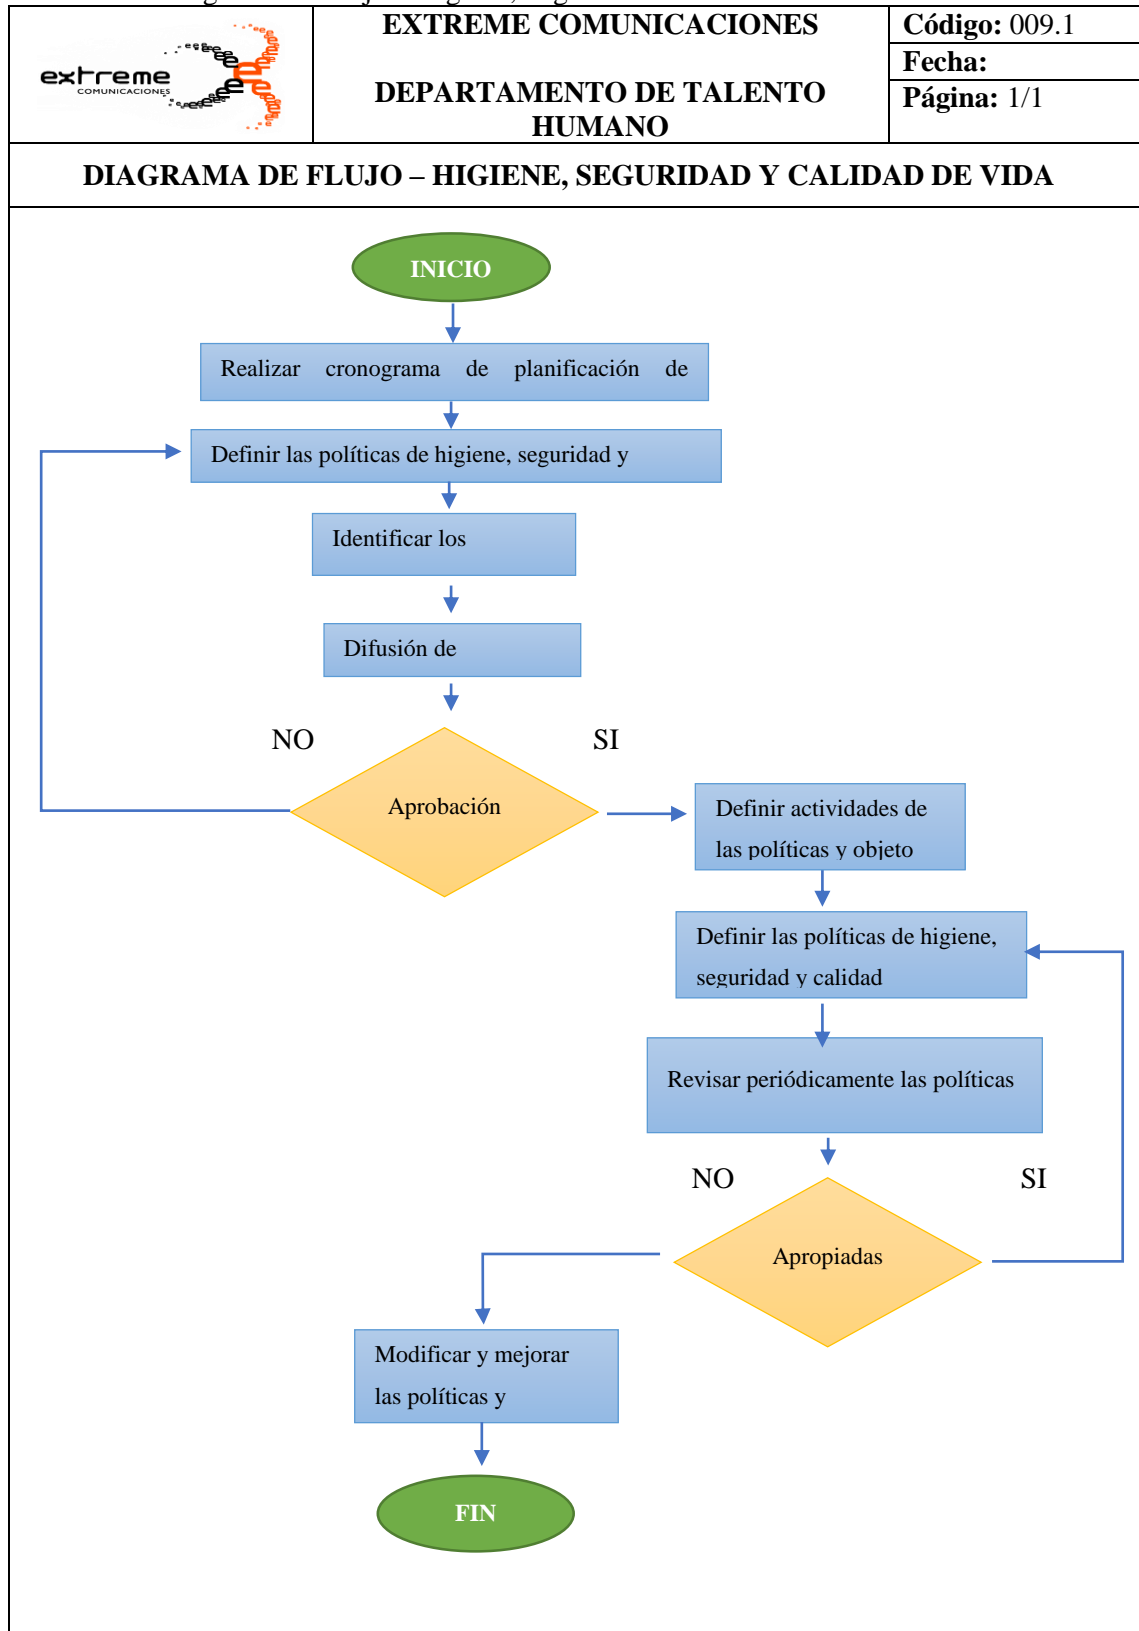 extreme
COMUNICACIONES
EXTREME COMUNICACIONES
DEPARTAMENTO DE TALENTO
HUMANO
Código: 009.1
Fecha:
Página: 1/1
DIAGRAMA DE FLUJO – HIGIENE, SEGURIDAD Y CALIDAD DE VIDA
INICIO
Realizar cronograma de planificación de
Definir las políticas de higiene, seguridad y
Identificar los
Difusión de
NO
SI
Aprobación
Definir actividades de
las políticas y objeto
Definir las políticas de higiene,
seguridad y calidad
Revisar periódicamente las políticas
NO
SI
Apropiadas
Modificar y mejorar
las políticas y
FIN